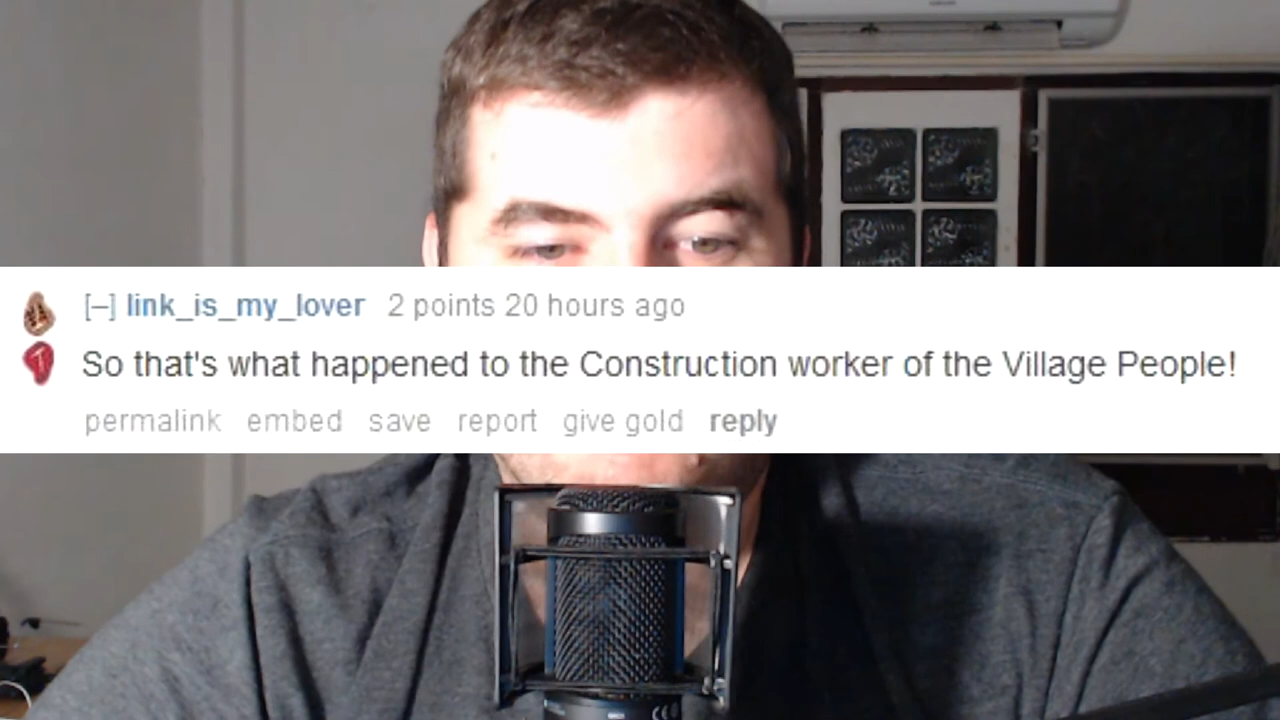 [–] link_is_my_lover 2 points 20 hours ago
So that's what happened to the Construction worker of the Village People!
permalink embed save report give gold reply